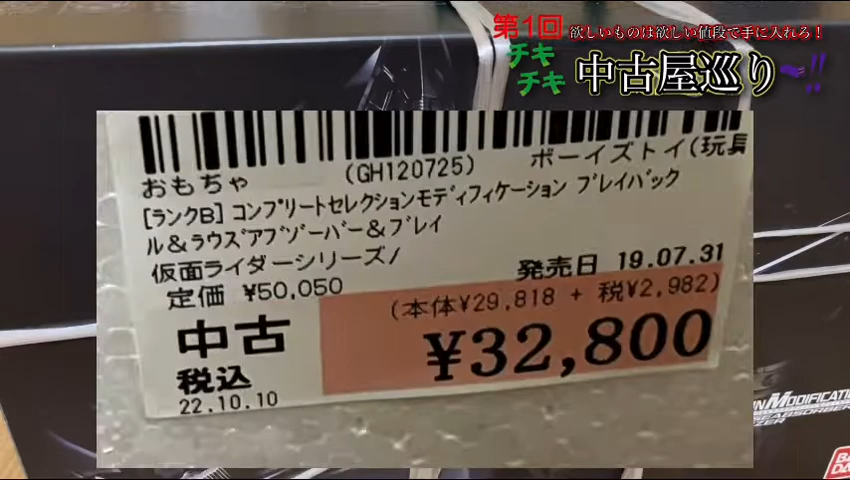 第1回 欲しいものは欲しい値段で手に入れろ！
チキ
チキ
中古屋巡り〜!!
おもちゃ (GH120725) ボーイズトイ(玩具
[ランクB] コンプリートセレクションモディフィケーション ブレイバック
ル&ラウズアブソーバー&ブレイ
仮面ライダーシリーズ/
発売日 19.07.31
定価 ¥50,050
(本体¥29,818 + 税¥2,982)
中古
税込
¥32,800
22.10.10
MODIFICATI
BA
DA